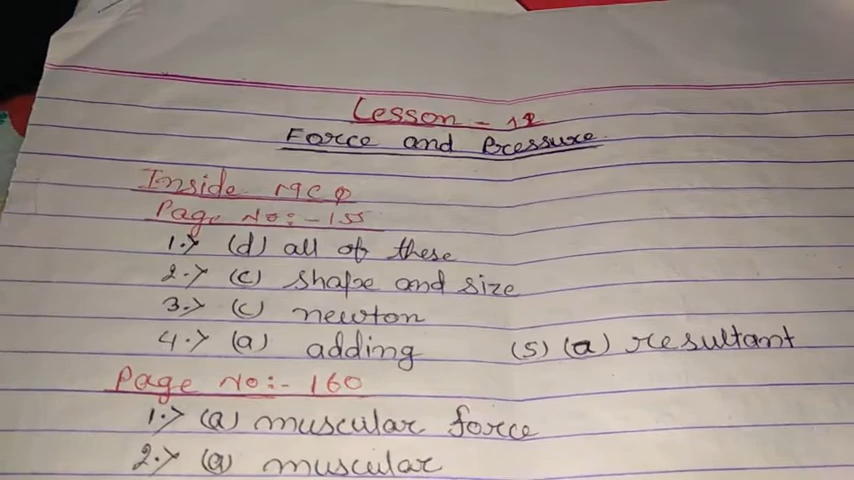 Lesson - 12
Force and Pressure
Inside MCQ
Page No:- 155
1.> (d) all of these
2.> (c) shape and size
3.> (c) newton
4.> (a) adding (5) (a) resultant
Page No:- 160
1.> (a) muscular force
2.> (a) muscular